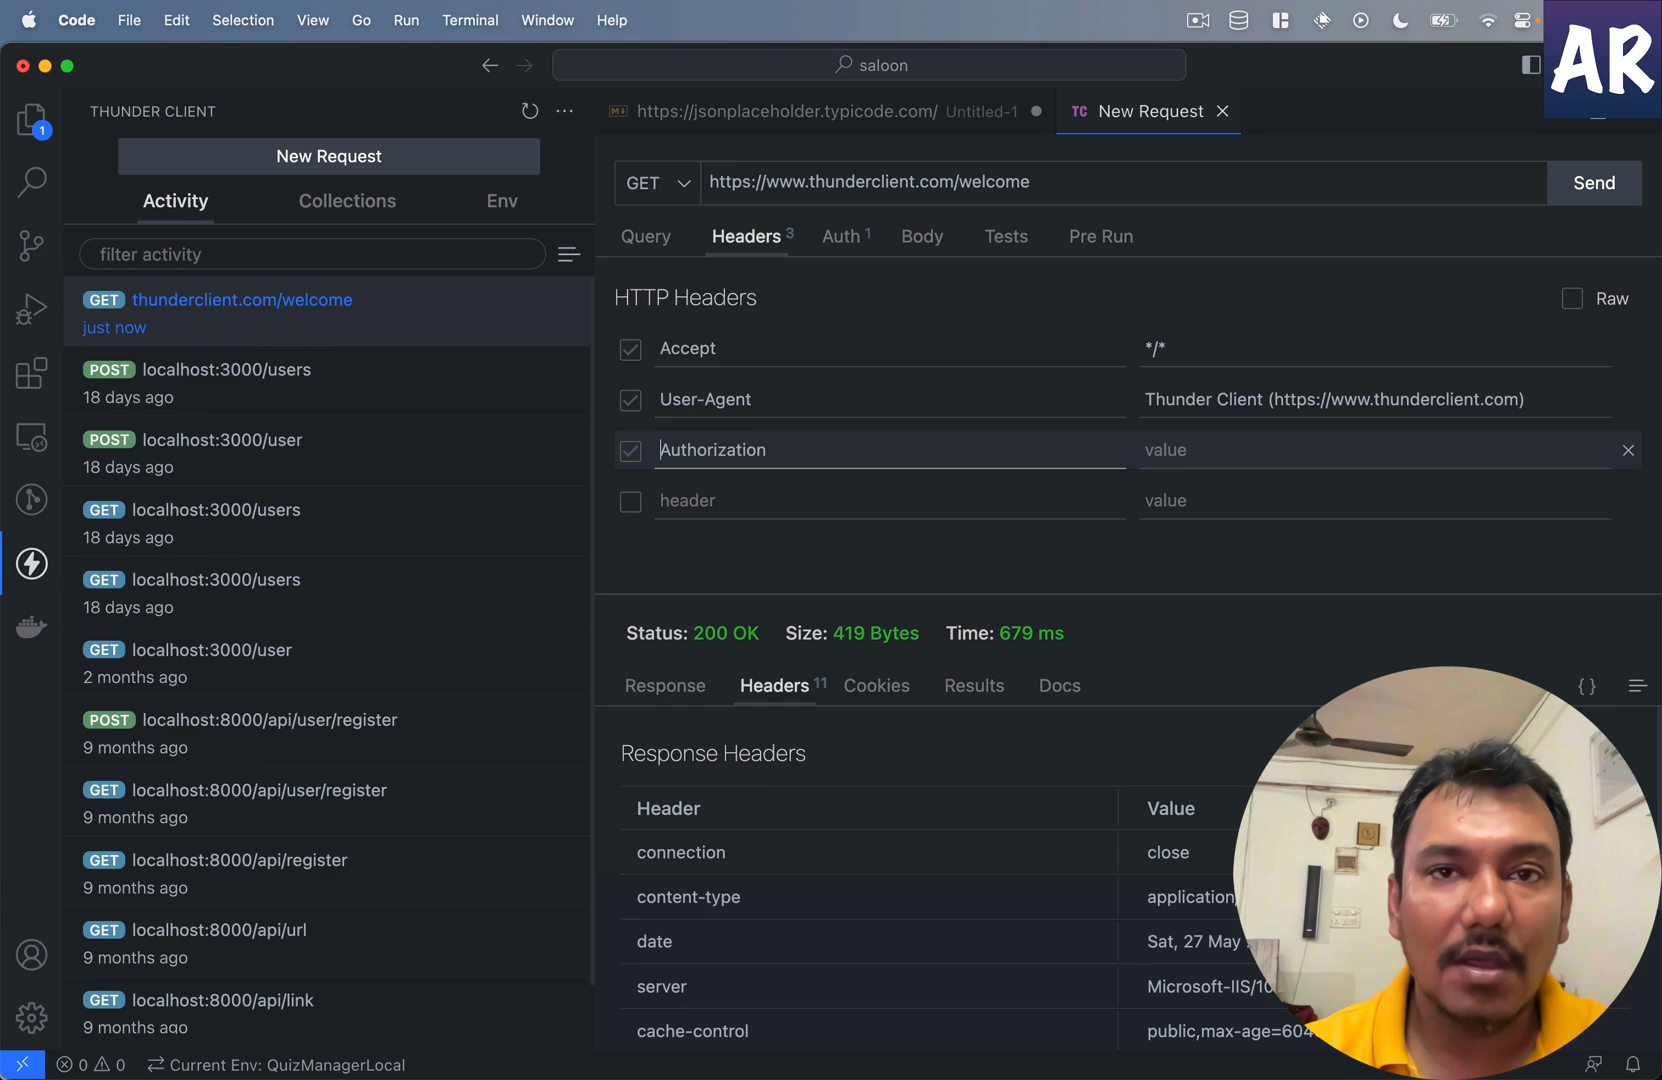 Code File Edit Selection View Go Run Terminal Window Help
AR
saloon
THUNDER CLIENT
https://jsonplaceholder.typicode.com/ Untitled-1
TC New Request
1
New Request
Activity Collections Env
filter activity
GET thunderclient.com/welcome
just now
POST localhost:3000/users
18 days ago
POST localhost:3000/user
18 days ago
GET localhost:3000/users
18 days ago
GET localhost:3000/users
18 days ago
GET localhost:3000/user
2 months ago
POST localhost:8000/api/user/register
9 months ago
GET localhost:8000/api/user/register
9 months ago
GET localhost:8000/api/register
9 months ago
GET localhost:8000/api/url
9 months ago
GET localhost:8000/api/link
9 months ago
GET https://www.thunderclient.com/welcome Send
Query Headers 3 Auth 1 Body Tests Pre Run
HTTP Headers Raw
Accept */*
User-Agent Thunder Client (https://www.thunderclient.com)
Authorization value
header value
Status: 200 OK Size: 419 Bytes Time: 679 ms
Response Headers 11 Cookies Results Docs { }
Response Headers
Header Value
connection close
content-type application
date Sat, 27 May
server Microsoft-IIS/10
cache-control public,max-age=604
0 0 Current Env: QuizManagerLocal